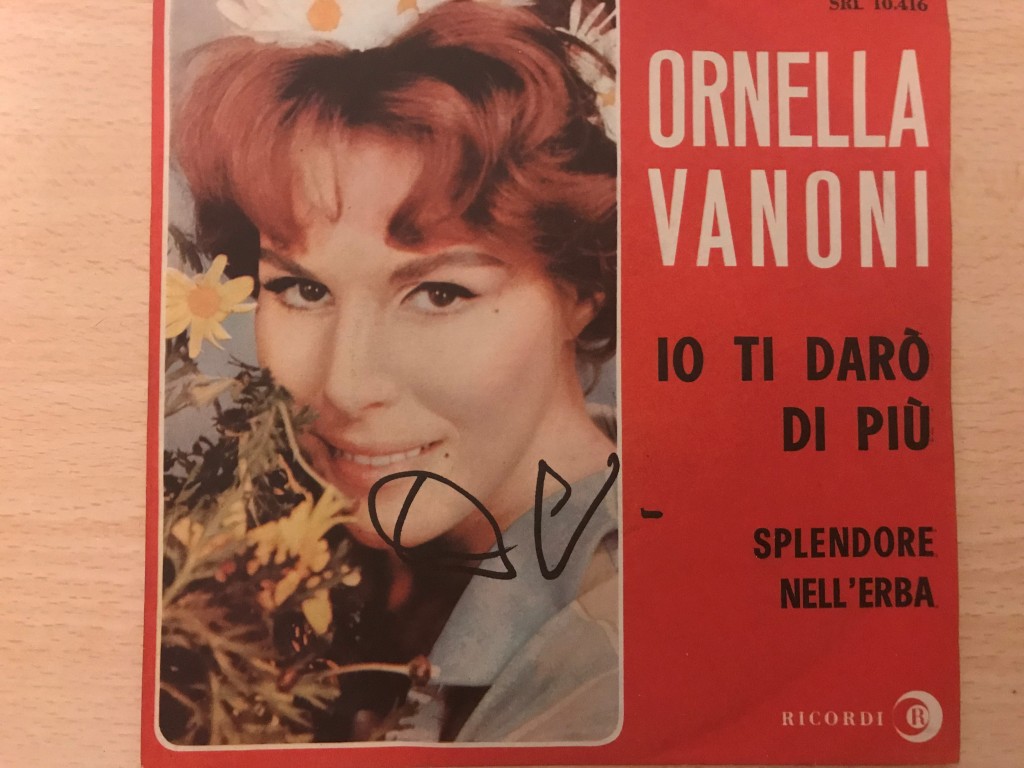 SRL 10.416
ORNELLA
VANONI
IO TI DARÒ
DI PIÙ
SPLENDORE
NELL'ERBA
RICORDI R